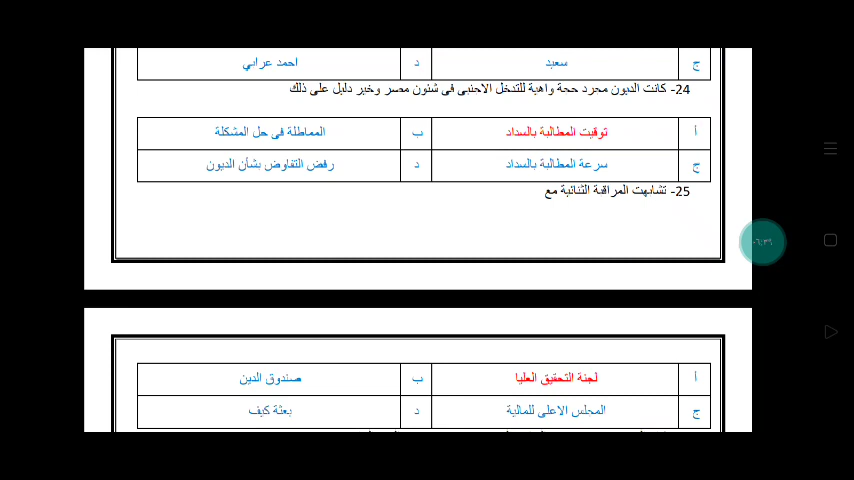 ج سعيد د احمد عرابي
24- كانت الديون مجرد حجة واهية للتدخل الاجنبى فى شئون مصر وخير دليل على ذلك
أ توقيت المطالبة بالسداد ب المماطلة فى حل المشكلة
ج سرعة المطالبة بالسداد د رفض التفاوض بشأن الديون
25- تشابهت المراقبة الثنائية مع
٠٦:٣٩
أ لجنة التحقيق العليا ب صندوق الدين
ج المجلس الاعلى للمالية د بعثة كيف